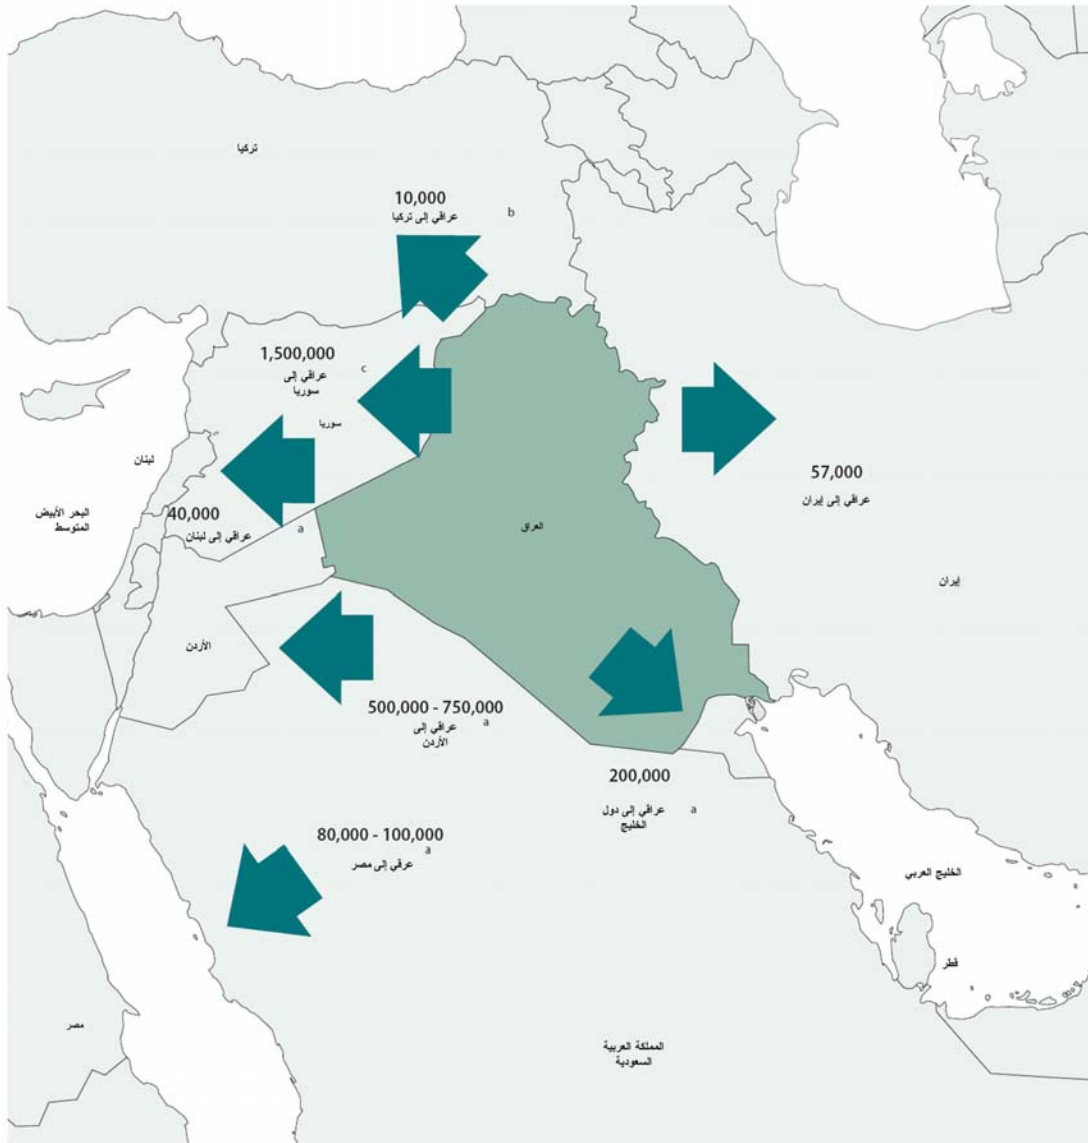 تركيا
10,000
عراقي إلى تركيا
b
1,500,000
عراقي إلى
سوريا
c
سوريا
لبنان
57,000
عراقي إلى إيران
البحر الأبيض
المتوسط
40,000
عراقي إلى لبنان
a
العراق
إيران
الأردن
500,000 - 750,000
عراقي إلى
الأردن
a
200,000
عراقي إلى دول
الخليج
a
80,000 - 100,000
عرقي إلى مصر
a
الخليج العربي
قطر
مصر
المملكة العربية
السعودية